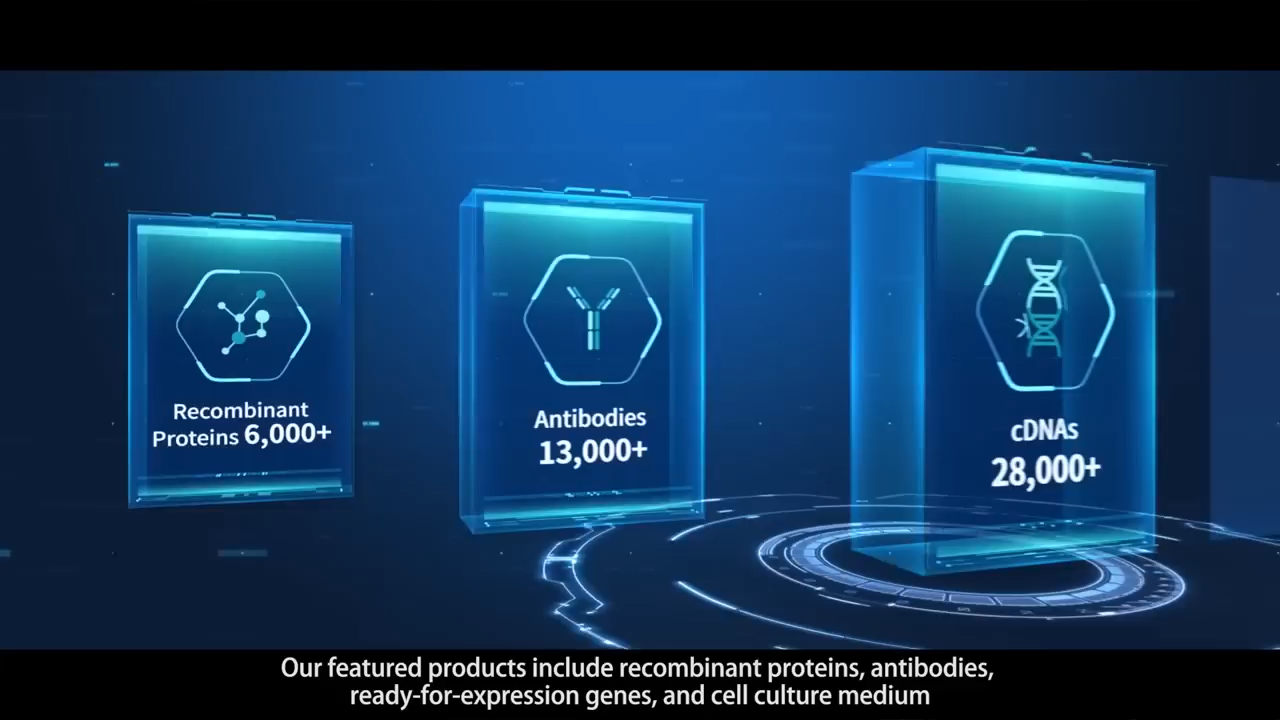 Recombinant
Proteins 6,000+
Antibodies
13,000+
cDNAs
28,000+
Our featured products include recombinant proteins, antibodies,
ready-for-expression genes, and cell culture medium